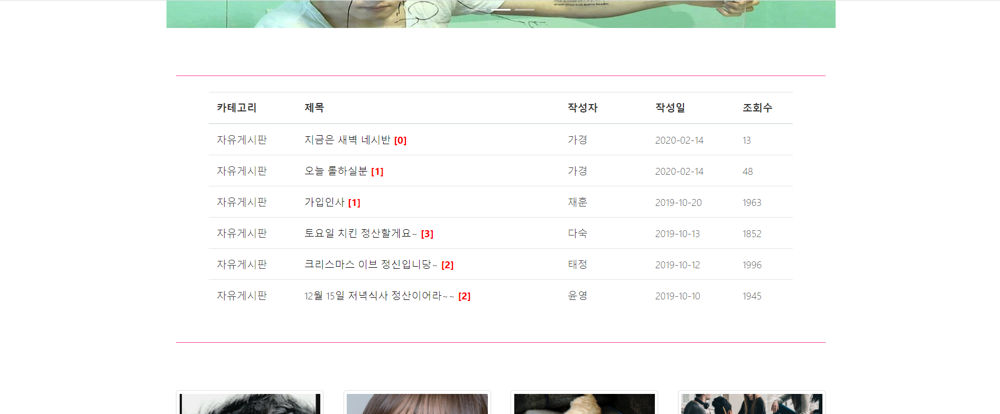 카테고리 제목 작성자 작성일 조회수
자유게시판 지금은 새벽 네시반 [0] 가경 2020-02-14 13
자유게시판 오늘 롤하실분 [1] 가경 2020-02-14 48
자유게시판 가입인사 [1] 재훈 2019-10-20 1963
자유게시판 토요일 치킨 정산할게요~ [3] 다숙 2019-10-13 1852
자유게시판 크리스마스 이브 정신입니당~ [2] 태정 2019-10-12 1996
자유게시판 12월 15일 저녁식사 정산이어라~~ [2] 윤영 2019-10-10 1945